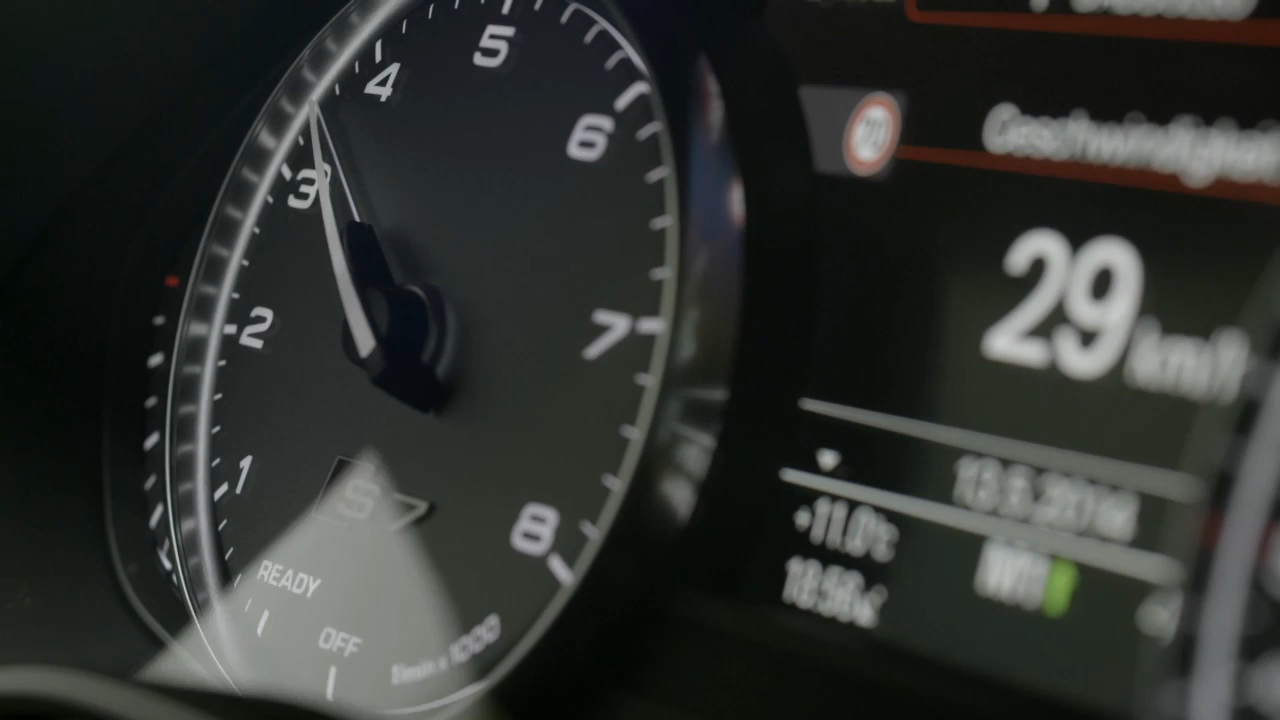 5
4
6
3
2
7
1
S
8
READY
OFF
1/min x 1000
Geschwindigkeit
29 km/h
+11.0°c